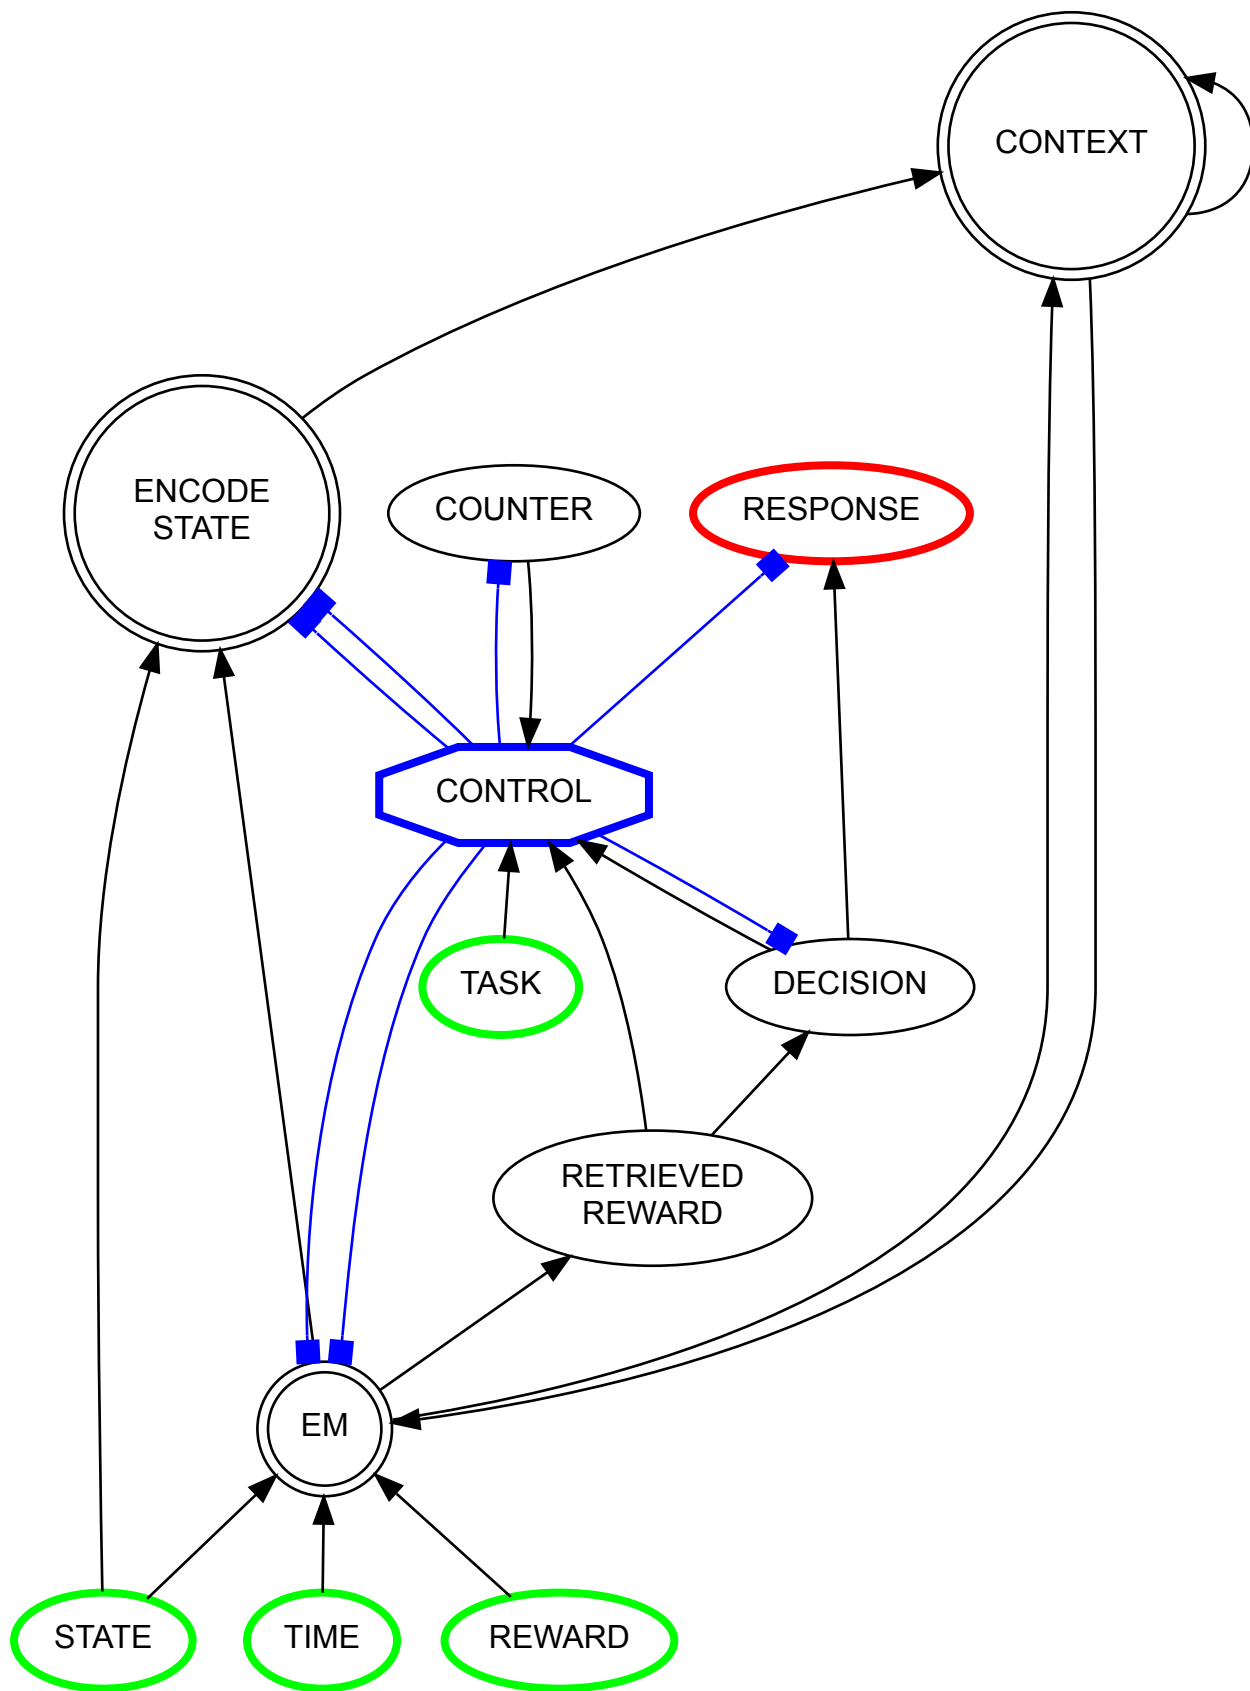 CONTEXT
ENCODE
STATE
COUNTER
RESPONSE
CONTROL
TASK
DECISION
RETRIEVED
REWARD
EM
STATE
TIME
REWARD